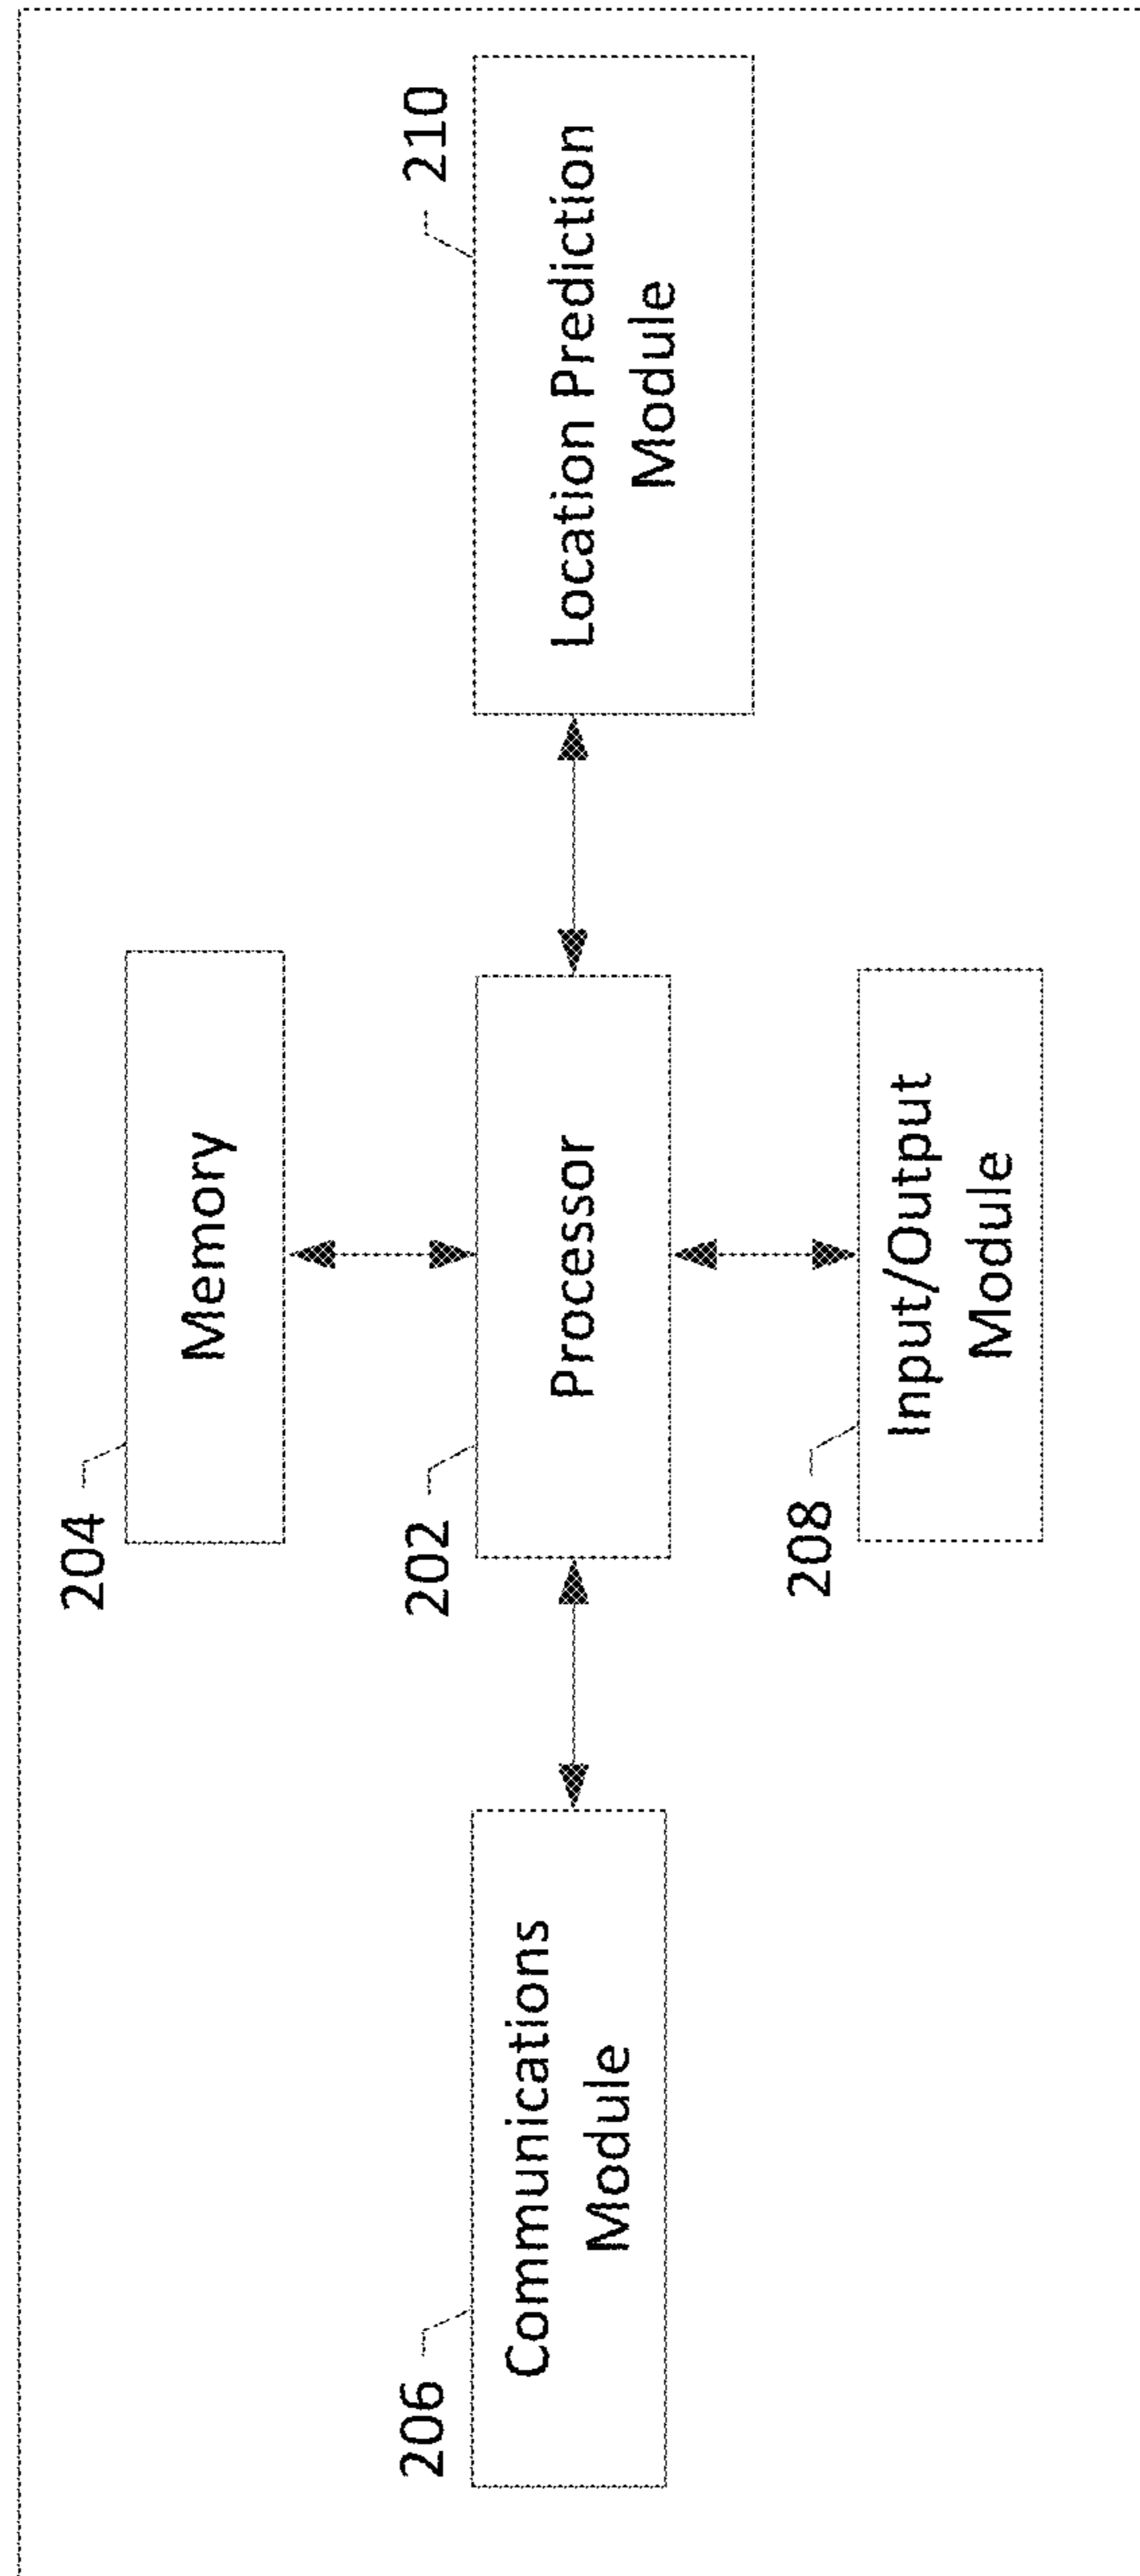 204
Memory
206
Communications
Module
202
Processor
210
Location Prediction
Module
208
Input/Output
Module